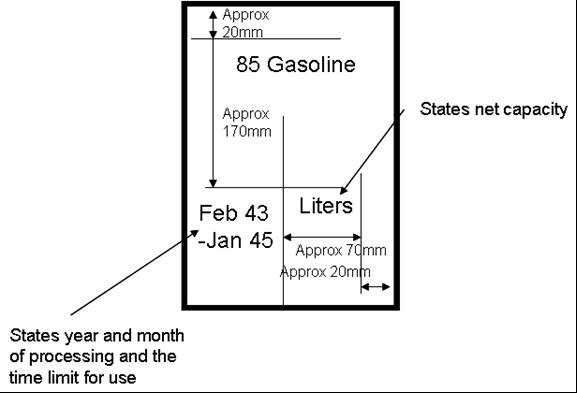 Approx
20mm
85 Gasoline
Approx
170mm
States net capacity
Liters
Feb 43
-Jan 45
Approx 70mm
Approx 20mm
States year and month
of processing and the
time limit for use